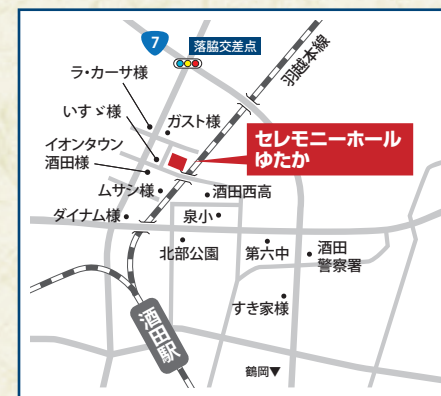 7
落脇交差点
羽越本線
ラ・カーサ様
いすゞ様
ガスト様
イオンタウン
酒田様
セレモニーホール
ゆたか
ムサシ様
酒田西高
ダイナム様
泉小
北部公園
第六中
酒田
警察署
すき家様
酒田駅
鶴岡▼